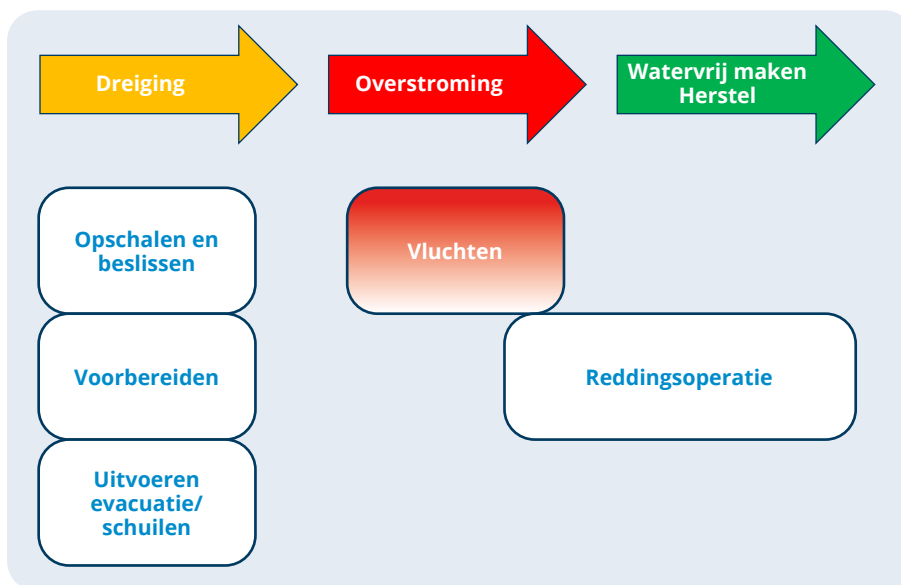 Dreiging
Overstroming
Watervrij maken
Herstel
Opschalen en
beslissen
Vluchten
Voorbereiden
Reddingsoperatie
Uitvoeren
evacuatie/
schuilen